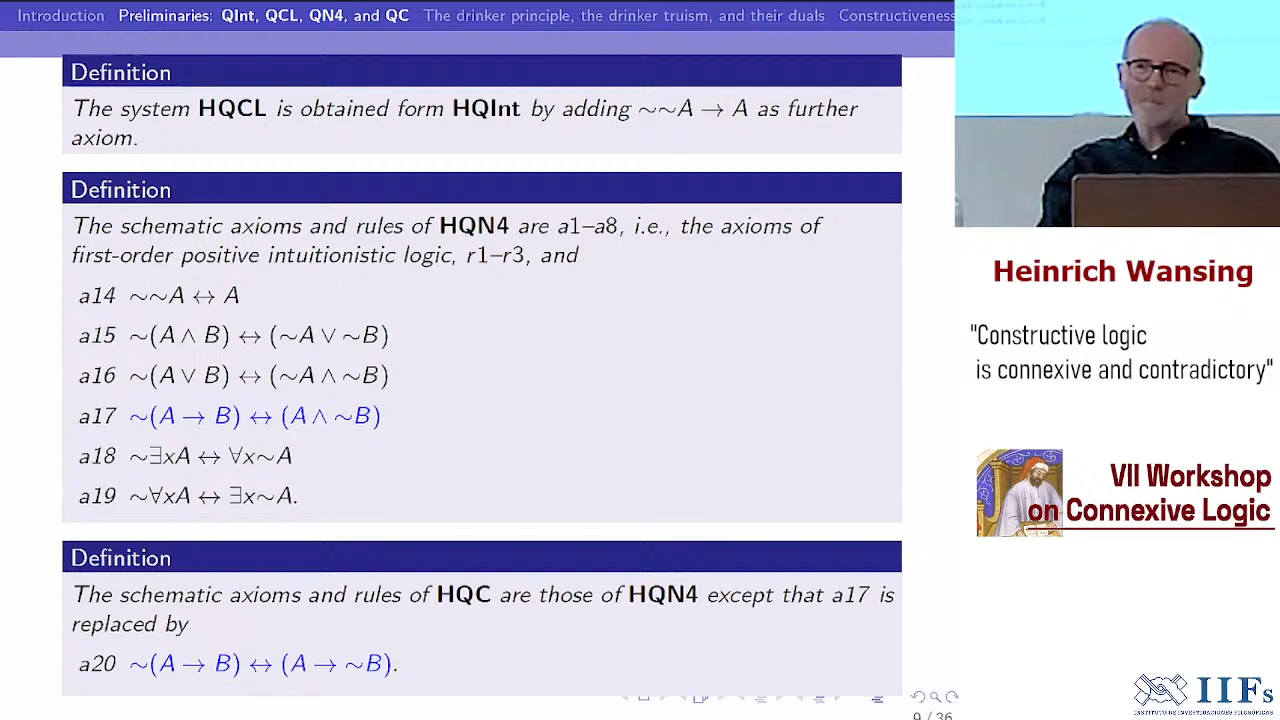 Introduction Preliminaries: QInt, QCL, QN4, and QC The drinker principle, the drinker truism, and their duals Constructiveness
Definition
The system HQCL is obtained form HQInt by adding ∼∼A → A as further
axiom.
Definition
The schematic axioms and rules of HQN4 are a1–a8, i.e., the axioms of
first-order positive intuitionistic logic, r1–r3, and
a14 ∼∼A ↔ A
a15 ∼(A ∧ B) ↔ (∼A ∨ ∼B)
a16 ∼(A ∨ B) ↔ (∼A ∧ ∼B)
a17 ∼(A → B) ↔ (A ∧ ∼B)
a18 ∼∃xA ↔ ∀x∼A
a19 ∼∀xA ↔ ∃x∼A.
Definition
The schematic axioms and rules of HQC are those of HQN4 except that a17 is
replaced by
a20 ∼(A → B) ↔ (A → ∼B).
9 / 36
Heinrich Wansing
"Constructive logic
is connexive and contradictory"
VII Workshop
on Connexive Logic
IIFs
INSTITUTO DE INVESTIGACIONES FILOSÓFICAS